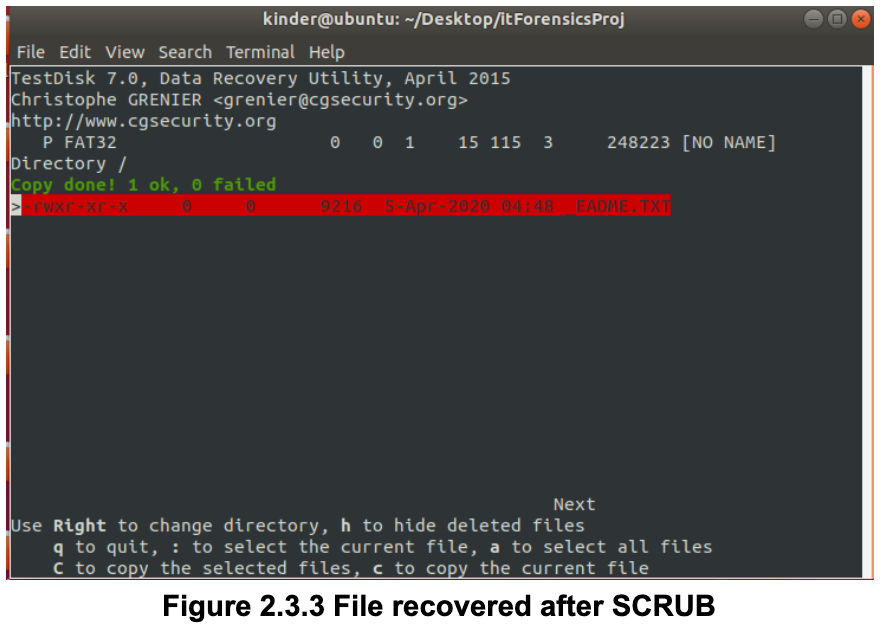 kinder@ubuntu: ~/Desktop/itForensicsProj
File Edit View Search Terminal Help
TestDisk 7.0, Data Recovery Utility, April 2015
Christophe GRENIER <grenier@cgsecurity.org>
http://www.cgsecurity.org
P FAT32 0 0 1 15 115 3 248223 [NO NAME]
Directory /
Copy done! 1 ok, 0 failed
>-rwxr-xr-x 0 0 9216 5-Apr-2020 04:48 _EADME.TXT
Next
Use Right to change directory, h to hide deleted files
q to quit, : to select the current file, a to select all files
C to copy the selected files, c to copy the current file
Figure 2.3.3 File recovered after SCRUB